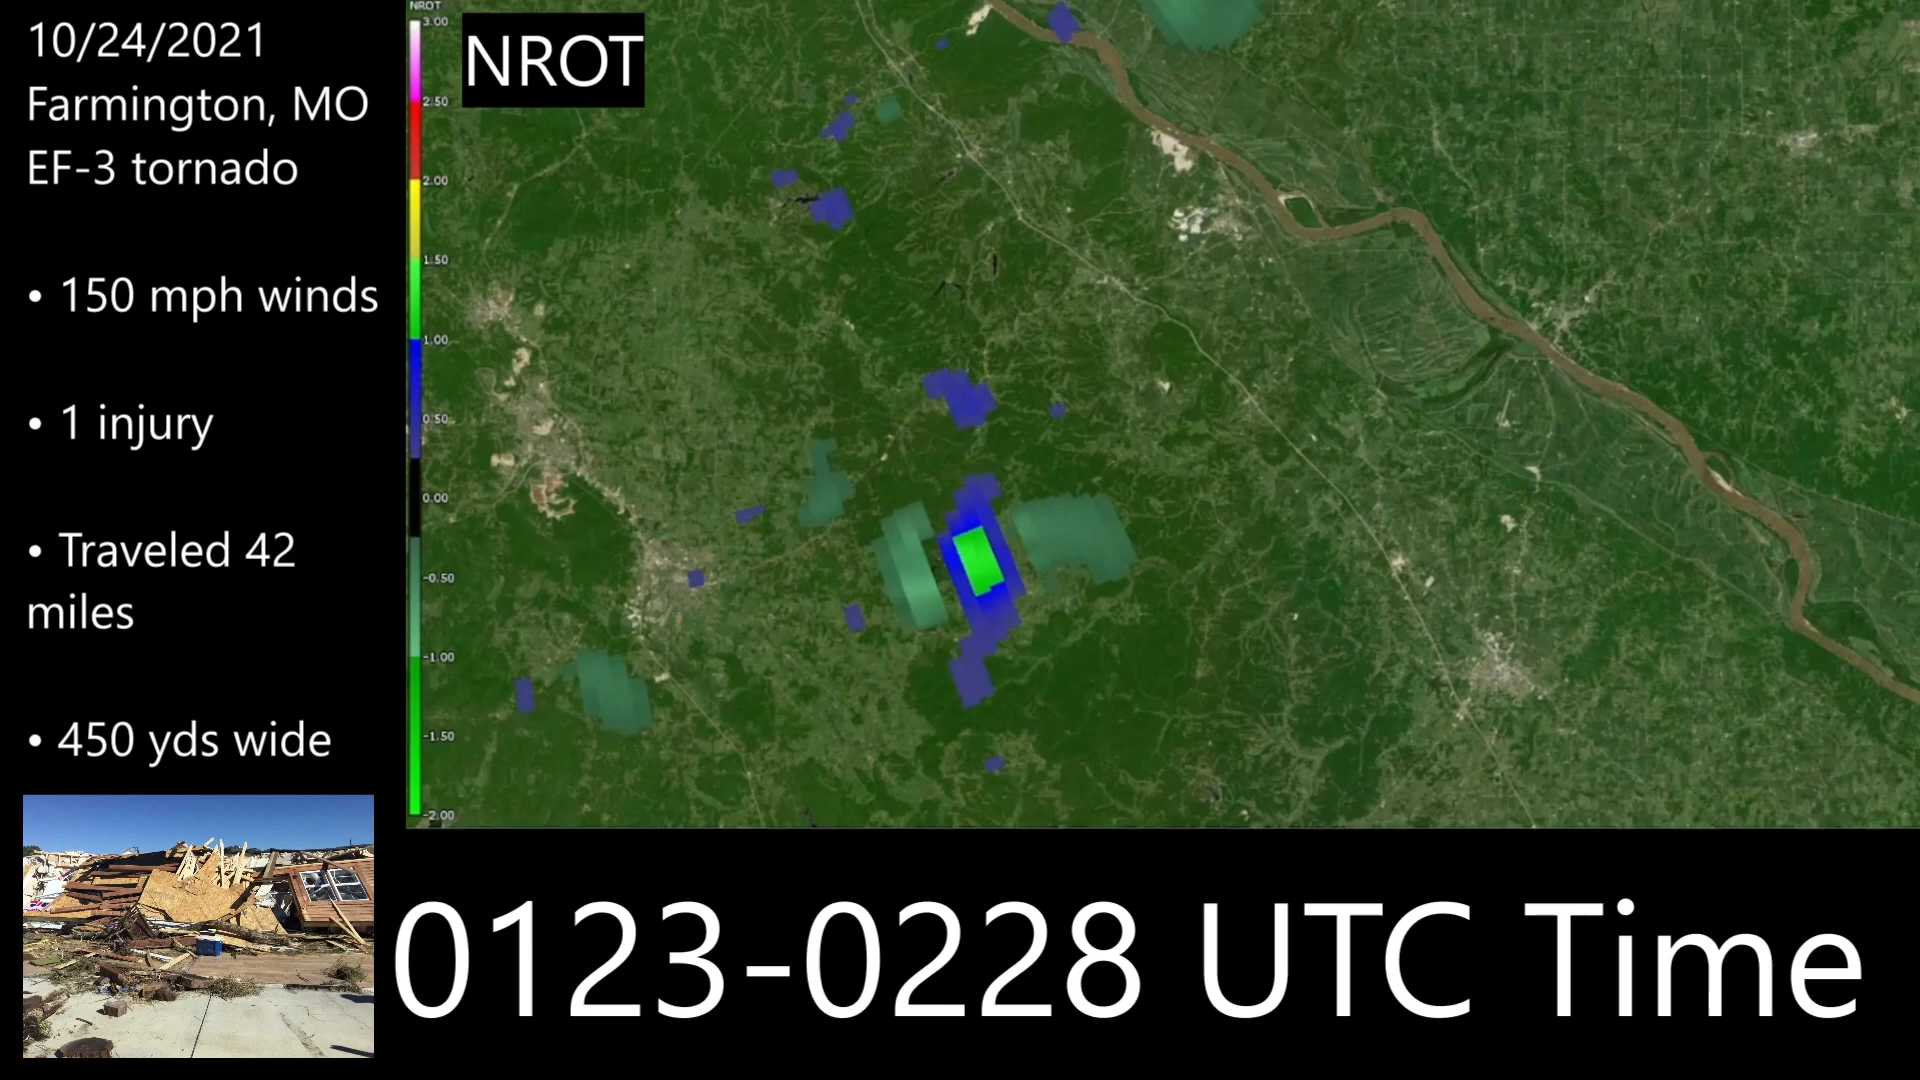 10/24/2021
Farmington, MO
EF-3 tornado
• 150 mph winds
• 1 injury
• Traveled 42
miles
• 450 yds wide
NROT
3.00
2.50
2.00
1.50
1.00
0.50
0.00
-0.50
-1.00
-1.50
-2.00
NROT
0123-0228 UTC Time